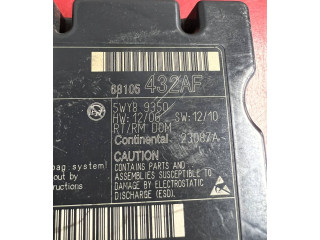 68105 432AF
5WY8 9350
HW: 12/06 SW: 12/10
RT/RM DOM
Continental 23087A
CAUTION
CONTAINS PARTS AND
ASSEMBLIES SUSCEPTIBLE TO
DAMAGE BY ELECTROSTATIC
DISCHARGE (ESD).
bag system!
out by
structions